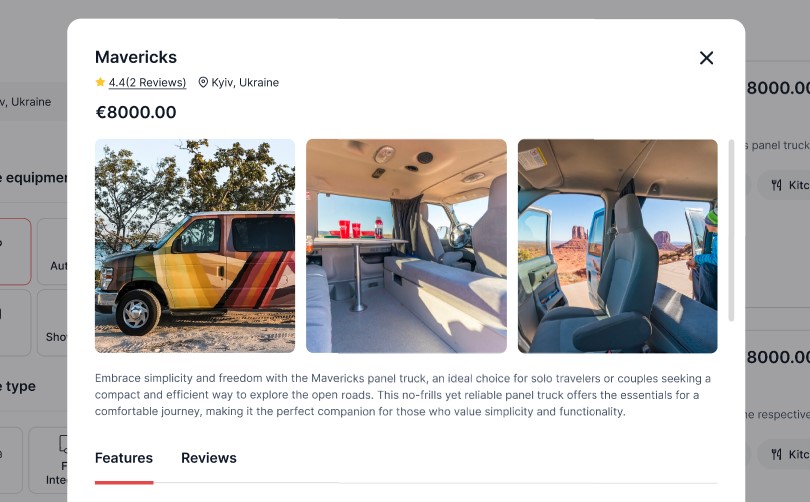 Mavericks
4.4(2 Reviews) Kyiv, Ukraine
€8000.00
Embrace simplicity and freedom with the Mavericks panel truck, an ideal choice for solo travelers or couples seeking a
compact and efficient way to explore the open roads. This no-frills yet reliable panel truck offers the essentials for a
comfortable journey, making it the perfect companion for those who value simplicity and functionality.
Features Reviews
v, Ukraine
e equipmen
Aut
Sho
e type
F
Inte
8000.00
s panel truck
Kitc
8000.00
he respective
Kitc